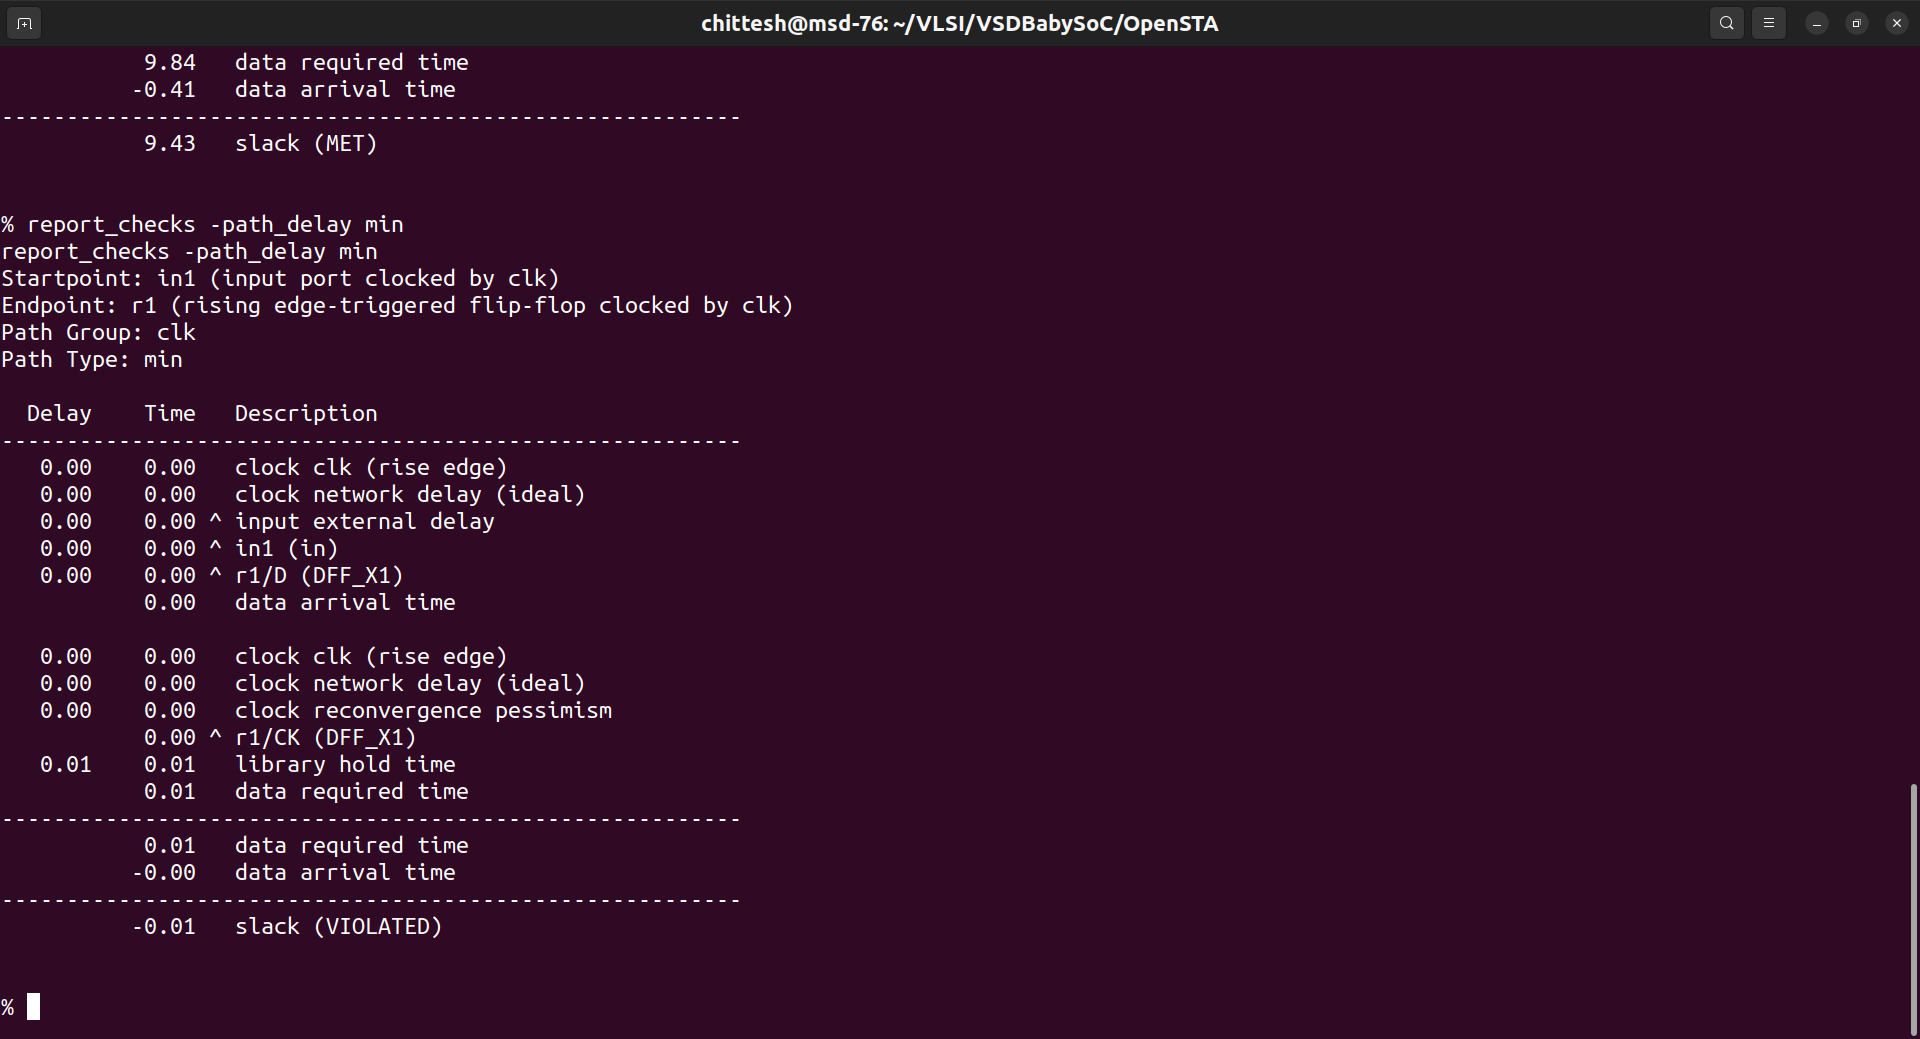 chittesh@msd-76: ~/VLSI/VSDBabySoC/OpenSTA
9.84   data required time
-0.41   data arrival time
---------------------------------------------------------
9.43   slack (MET)
% report_checks -path_delay min
report_checks -path_delay min
Startpoint: in1 (input port clocked by clk)
Endpoint: r1 (rising edge-triggered flip-flop clocked by clk)
Path Group: clk
Path Type: min
Delay    Time   Description
---------------------------------------------------------
0.00    0.00   clock clk (rise edge)
0.00    0.00   clock network delay (ideal)
0.00    0.00 ^ input external delay
0.00    0.00 ^ in1 (in)
0.00    0.00 ^ r1/D (DFF_X1)
0.00   data arrival time
0.00    0.00   clock clk (rise edge)
0.00    0.00   clock network delay (ideal)
0.00    0.00   clock reconvergence pessimism
0.00 ^ r1/CK (DFF_X1)
0.01    0.01   library hold time
0.01   data required time
---------------------------------------------------------
0.01   data required time
-0.00   data arrival time
---------------------------------------------------------
-0.01   slack (VIOLATED)
%